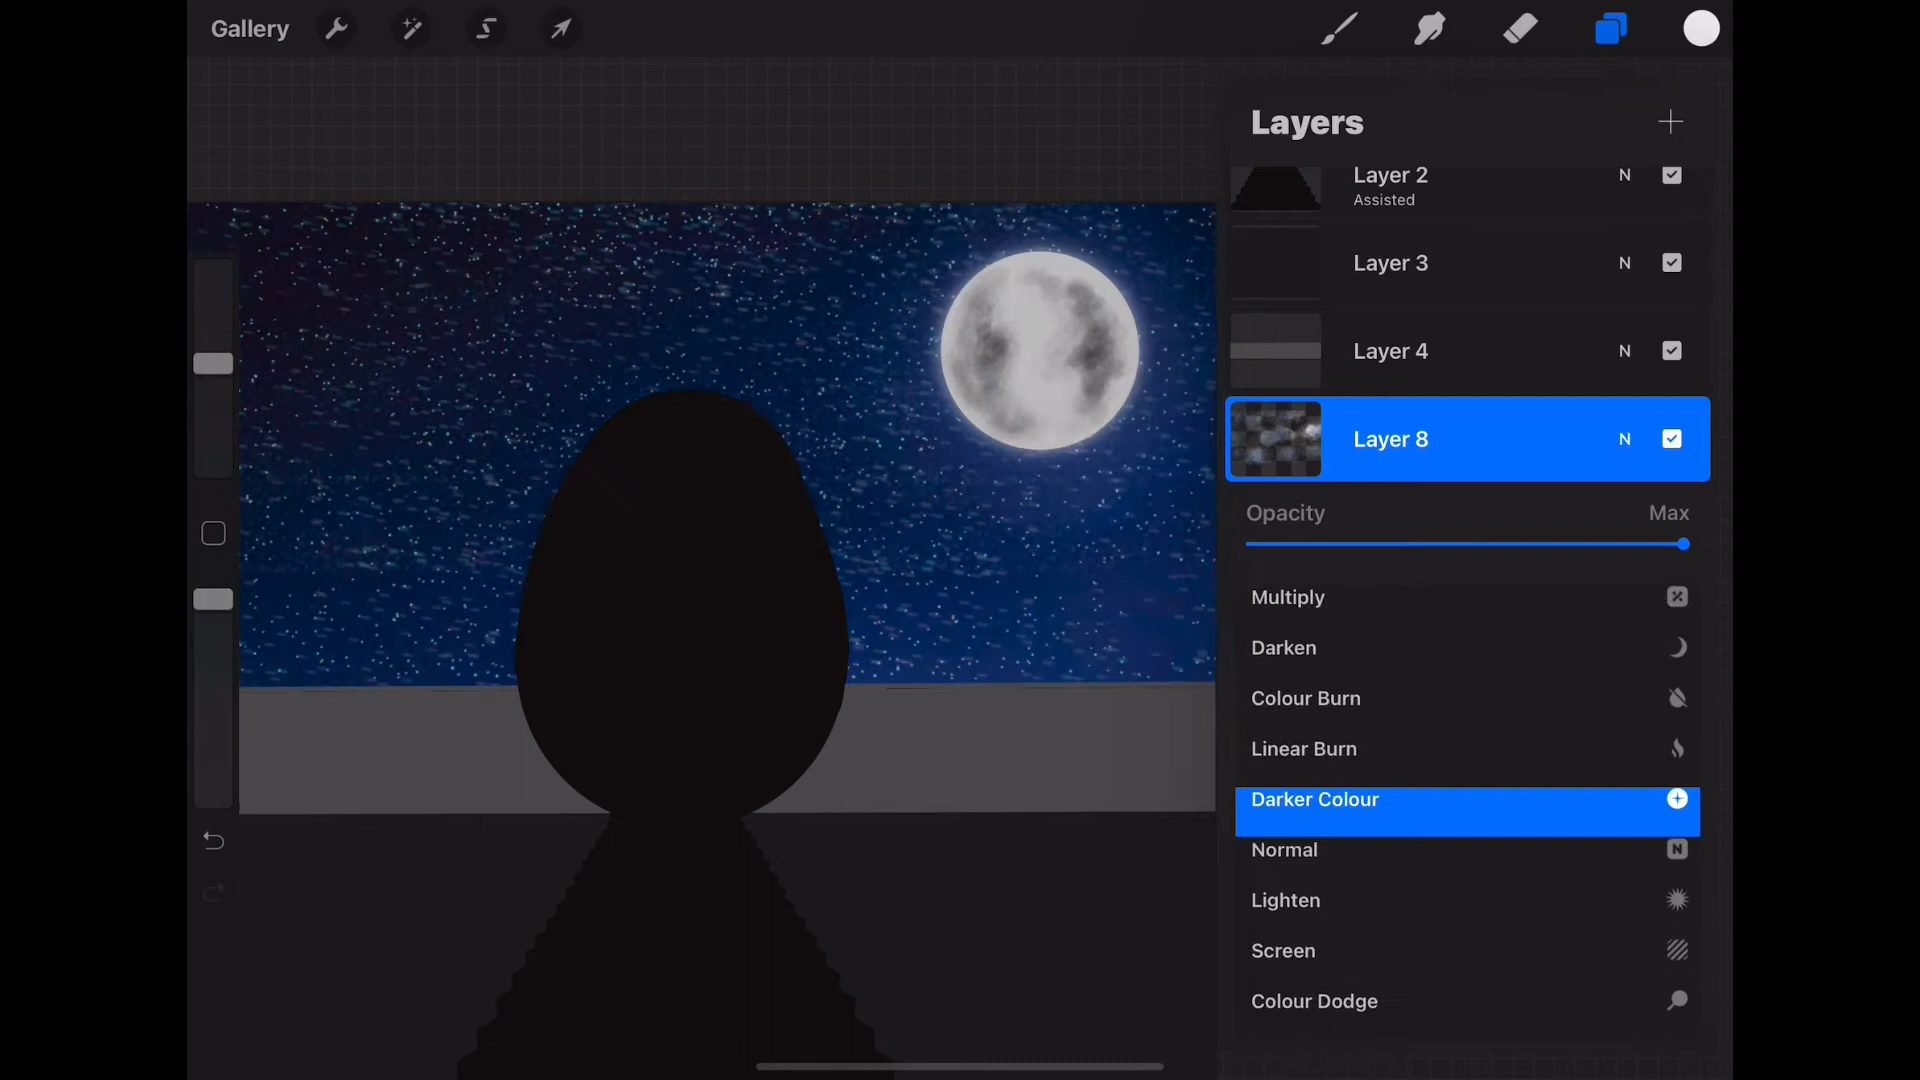 Gallery
Layers
Layer 2
N
Assisted
Layer 3
N
Layer 4
N
Layer 8
N
Opacity
Max
Multiply
Darken
Colour Burn
Linear Burn
Darker Colour
Normal
N
Lighten
Screen
Colour Dodge